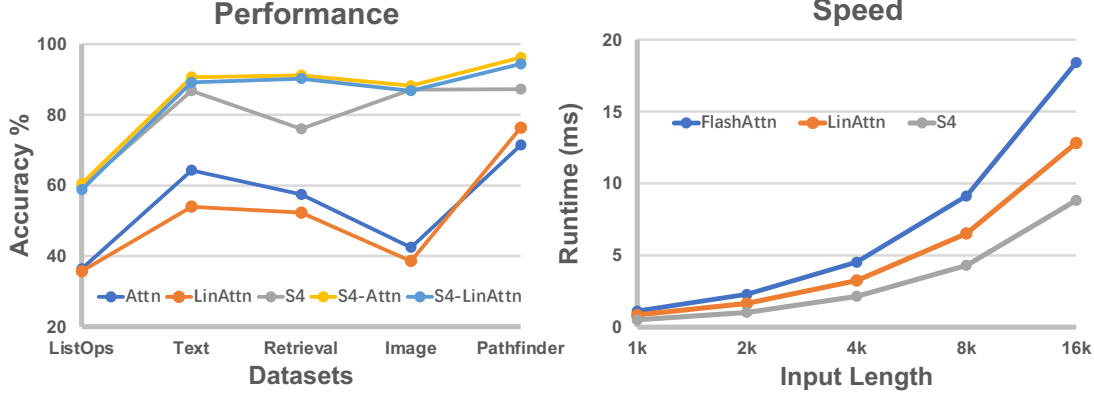 Performance
Accuracy %
100
80
60
40
20
Attn LinAttn S4 S4-Attn S4-LinAttn
ListOps Text Retrieval Image Pathfinder
Datasets
Speed
Runtime (ms)
20
15
10
5
0
FlashAttn LinAttn S4
1k 2k 4k 8k 16k
Input Length